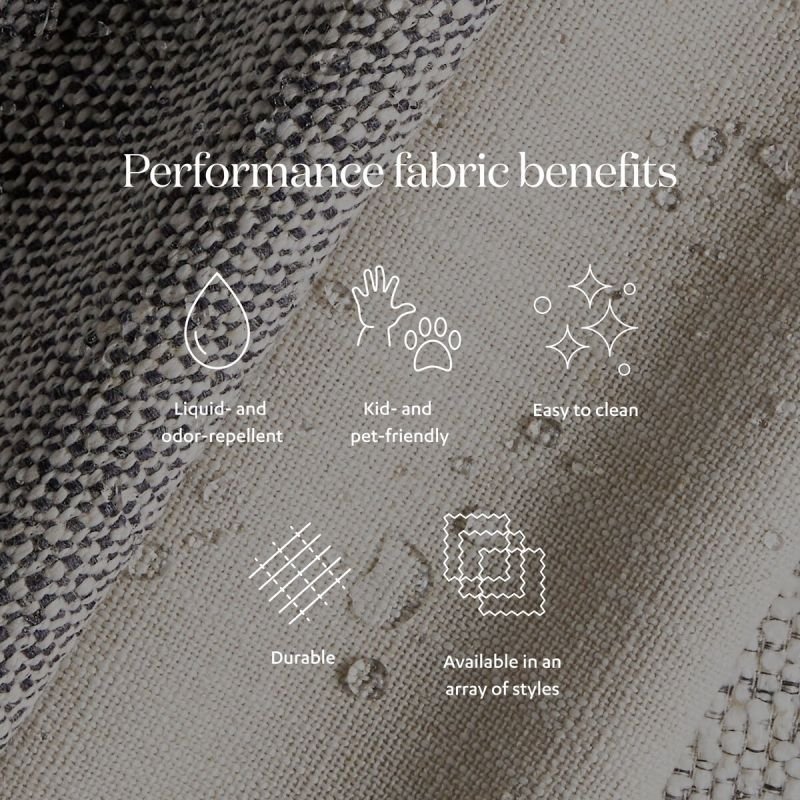 Performance fabric benefits
Liquid- and
odor-repellent
Kid- and
pet-friendly
Easy to clean
Durable
Available in an
array of styles